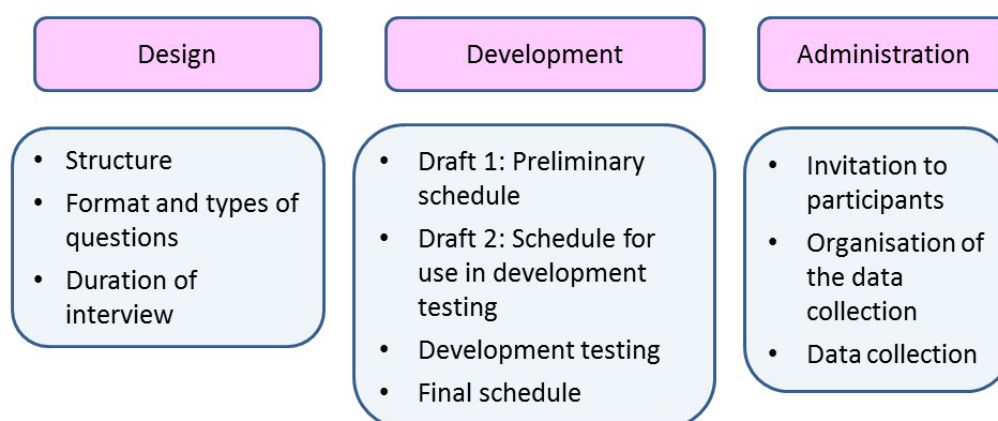 Design
• Structure
• Format and types of
questions
• Duration of
interview
Development
• Draft 1: Preliminary
schedule
• Draft 2: Schedule for
use in development
testing
• Development testing
• Final schedule
Administration
• Invitation to
participants
• Organisation of
the data
collection
• Data collection